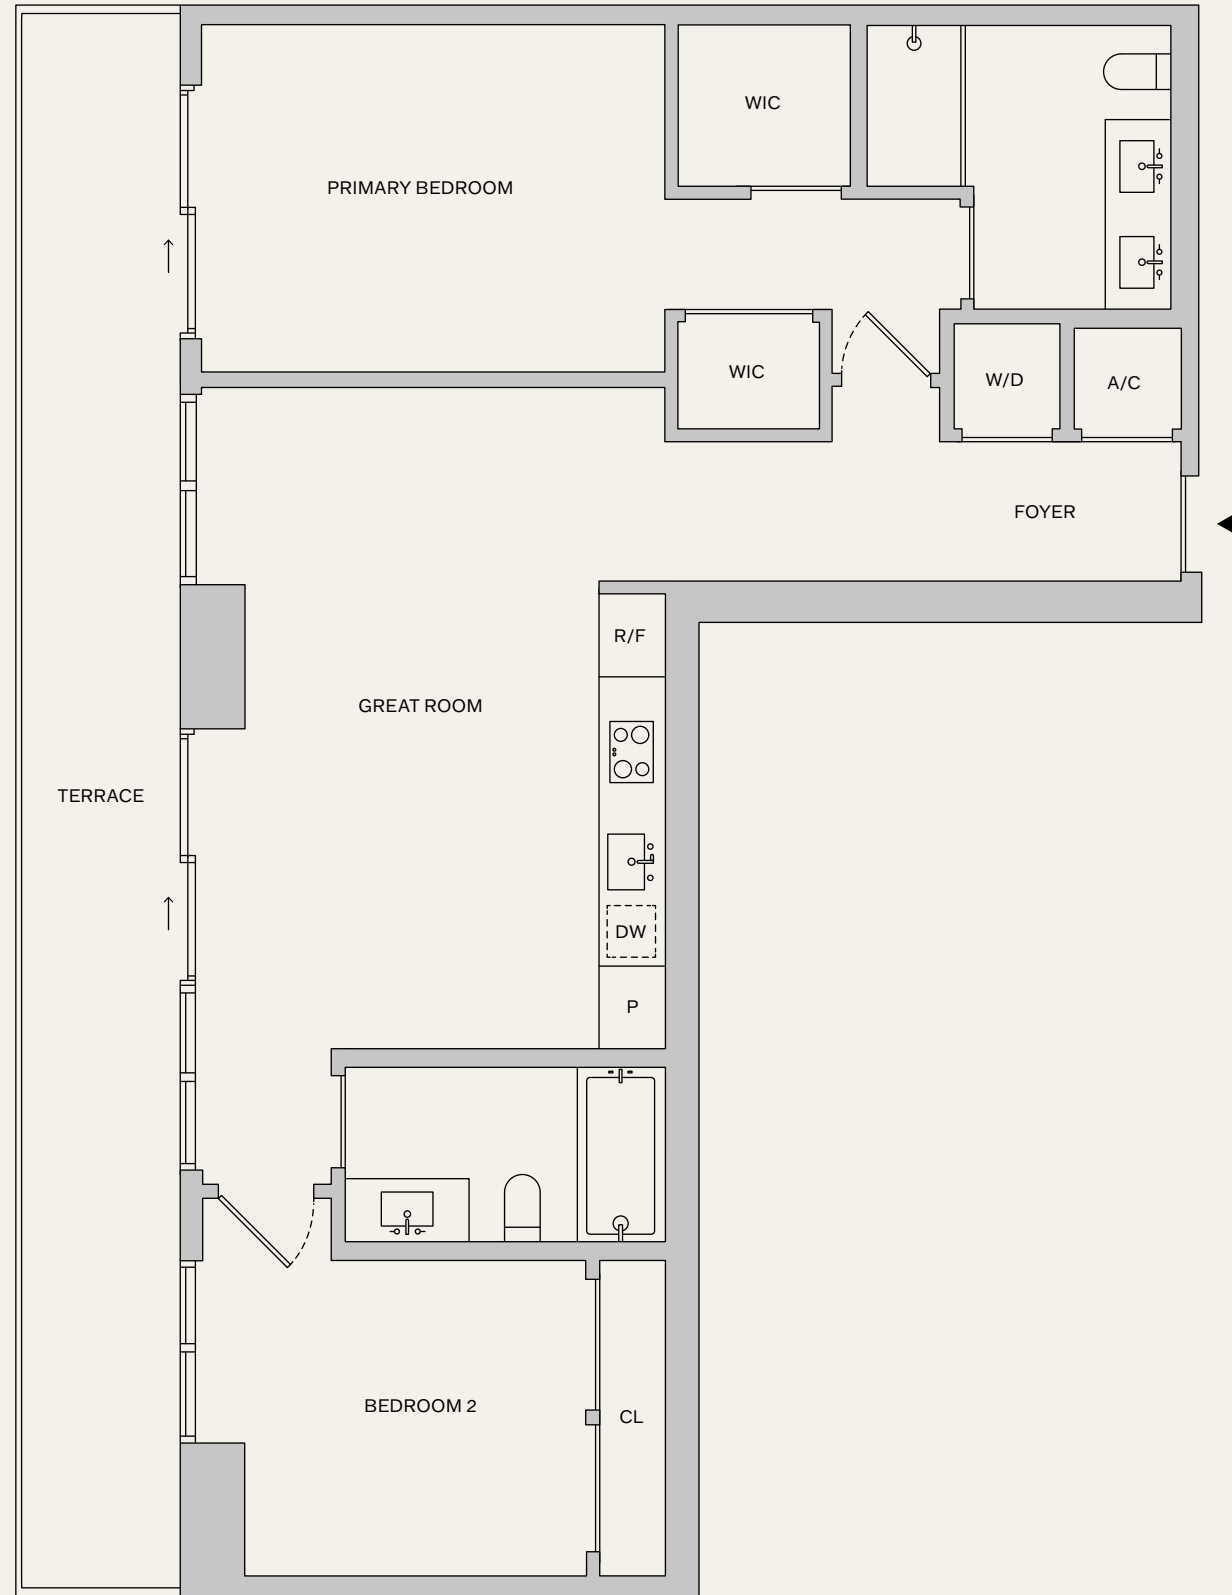 WIC
PRIMARY BEDROOM
WIC
W/D
A/C
FOYER
R/F
GREAT ROOM
TERRACE
DW
P
BEDROOM 2
CL